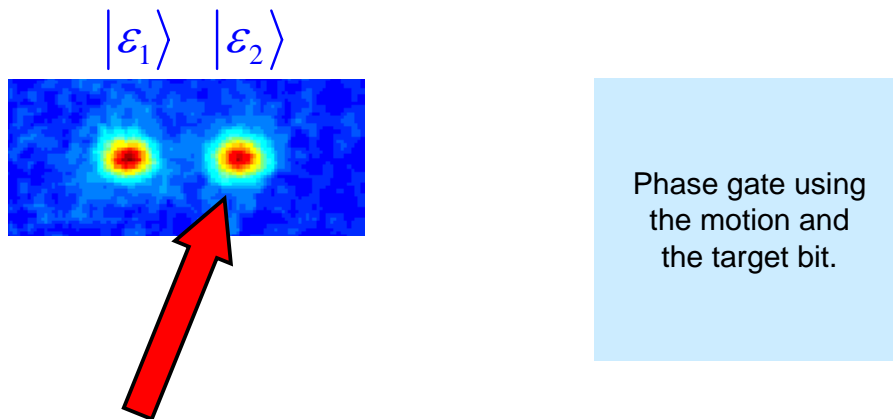 |ε₁⟩ |ε₂⟩
Phase gate using
the motion and
the target bit.